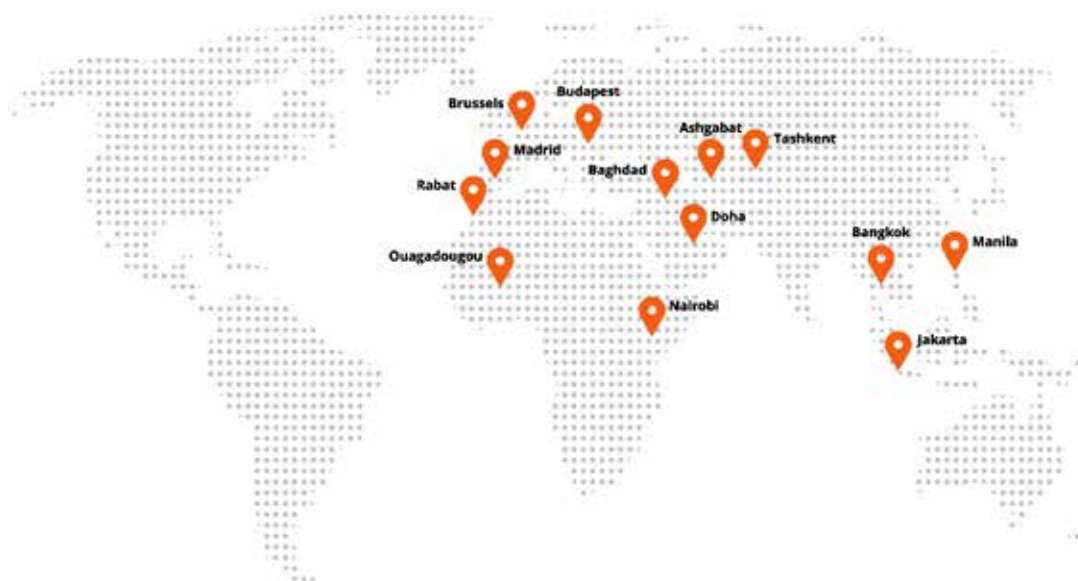 Budapest
Brussels
Ashgabat
Tashkent
Madrid
Baghdad
Rabat
Doha
Bangkok
Manila
Ouagadougou
Nairobi
Jakarta